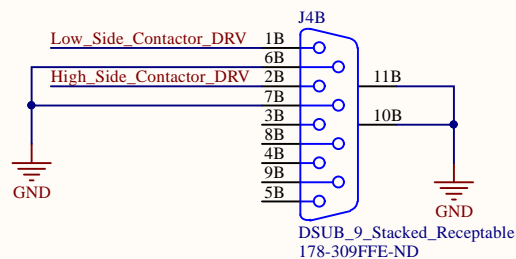 J4B
Low_Side_Contactor_DRV 1B
6B
High_Side_Contactor_DRV 2B
11B
7B
3B
10B
8B
4B
9B
5B
GND
GND
DSUB_9_Stacked_Receptable
178-309FFE-ND